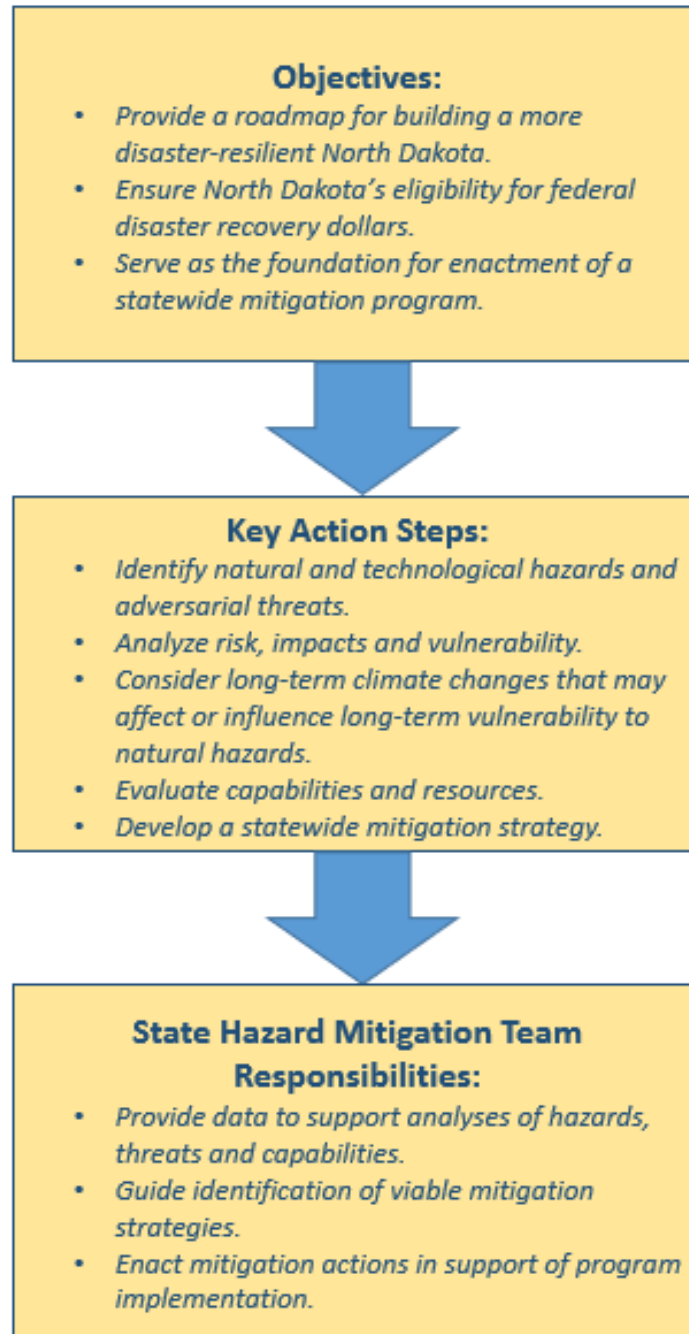 Objectives:
• Provide a roadmap for building a more
disaster-resilient North Dakota.
• Ensure North Dakota’s eligibility for federal
disaster recovery dollars.
• Serve as the foundation for enactment of a
statewide mitigation program.
Key Action Steps:
• Identify natural and technological hazards and
adversarial threats.
• Analyze risk, impacts and vulnerability.
• Consider long-term climate changes that may
affect or influence long-term vulnerability to
natural hazards.
• Evaluate capabilities and resources.
• Develop a statewide mitigation strategy.
State Hazard Mitigation Team
Responsibilities:
• Provide data to support analyses of hazards,
threats and capabilities.
• Guide identification of viable mitigation
strategies.
• Enact mitigation actions in support of program
implementation.